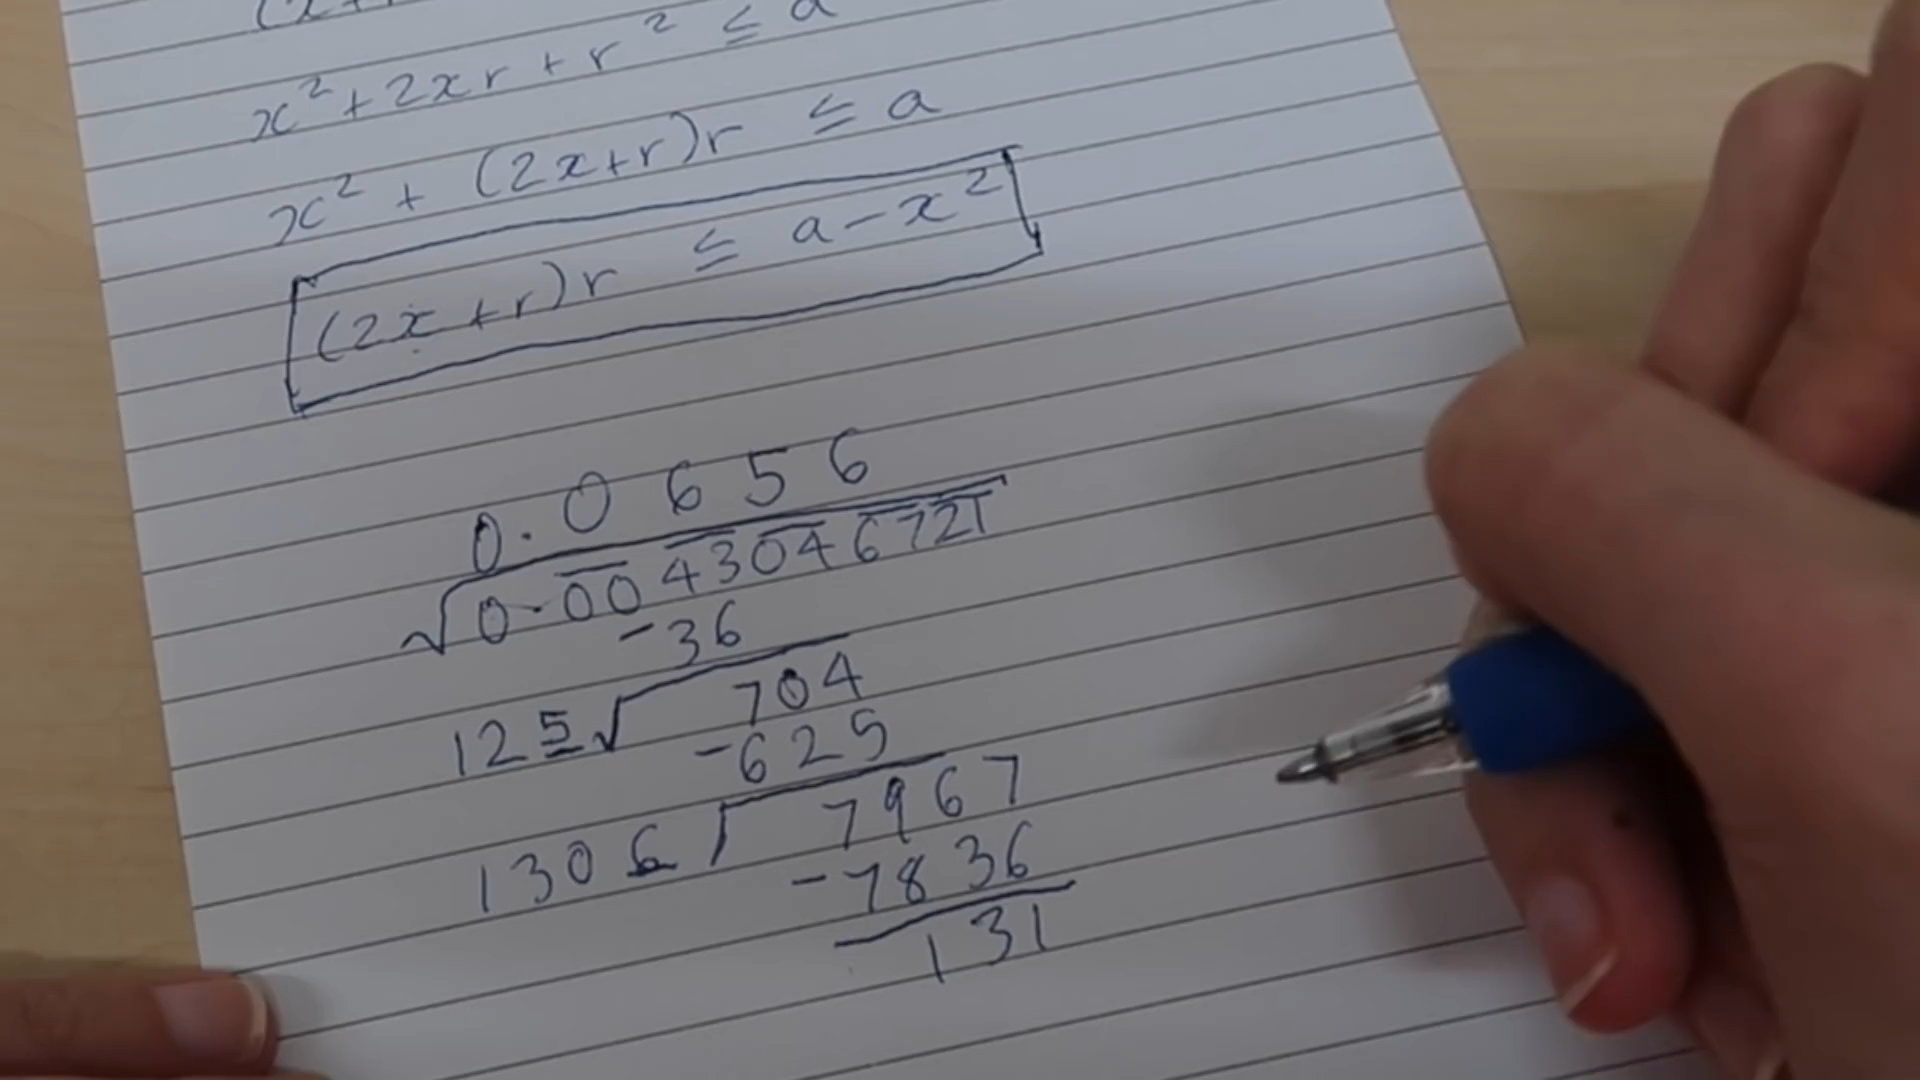 x²+2xr+r² ≤ a
x² + (2x+r)r ≤ a
(2x+r)r ≤ a-x²
0.0656
√0.0043046721
-36
125√704
-625
1306√7967
-7836
131